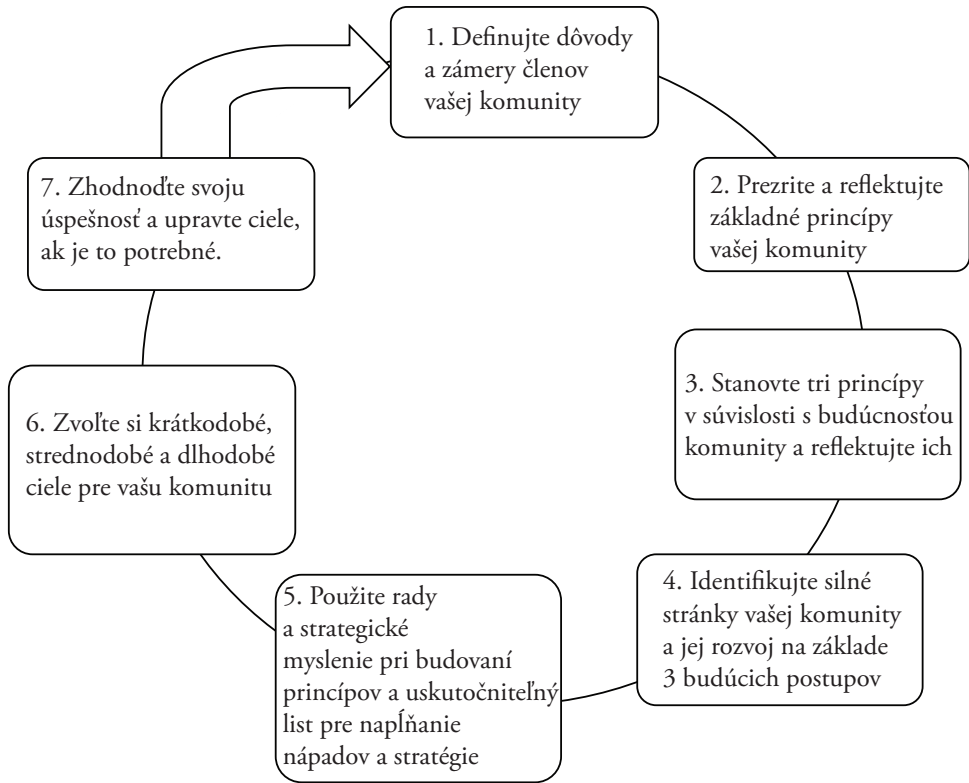 1. Definujte dôvody
a zámery členov
vašej komunity
2. Prezrite a reflektujte
základné princípy
vašej komunity
3. Stanovte tri princípy
v súvislosti s budúcnosťou
komunity a reflektujte ich
4. Identifikujte silné
stránky vašej komunity
a jej rozvoj na základe
3 budúcich postupov
5. Použite rady
a strategické
myslenie pri budovaní
princípov a uskutočniteľný
list pre napĺňanie
nápadov a stratégie
6. Zvoľte si krátkodobé,
strednodobé a dlhodobé
ciele pre vašu komunitu
7. Zhodnoďte svoju
úspešnosť a upravte ciele,
ak je to potrebné.